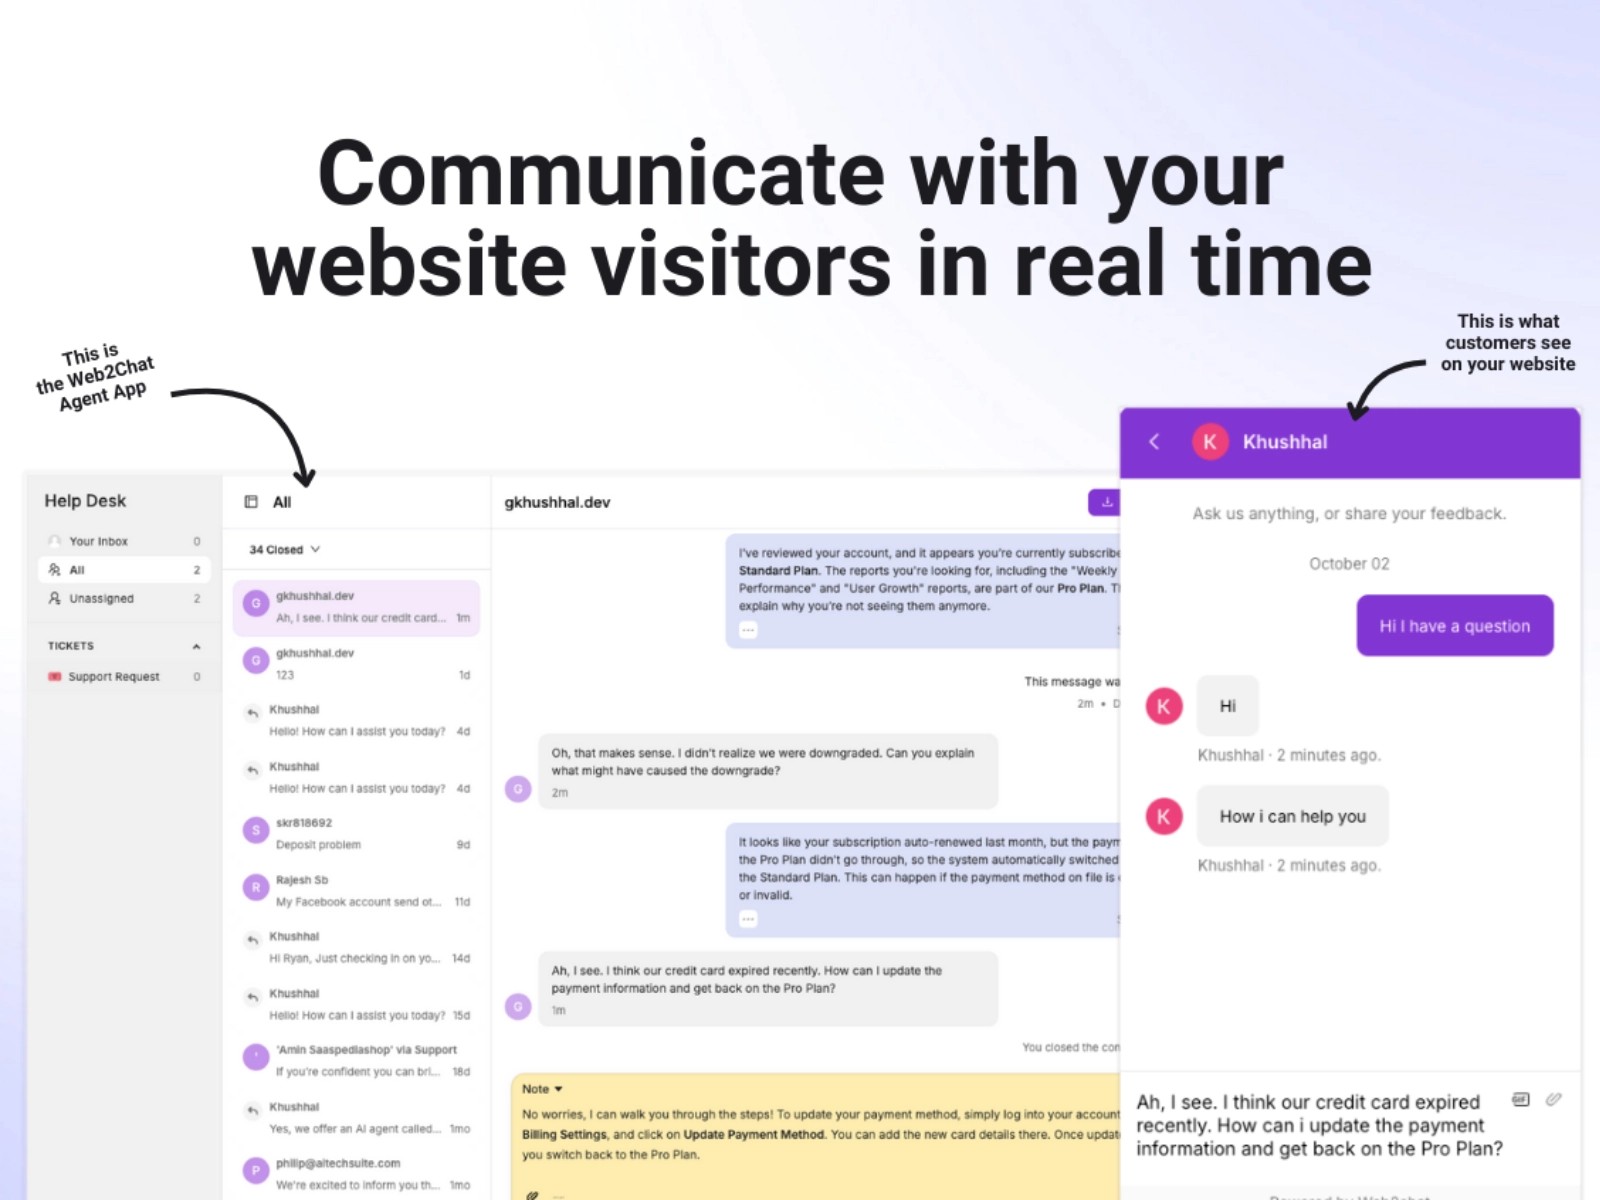 Communicate with your
website visitors in real time
This is
the Web2Chat
Agent App
This is what
customers see
on your website
Help Desk
Your Inbox 0
All 2
Unassigned 2
TICKETS
Support Request 0
All
34 Closed
G
gkhushhal.dev
Ah, I see. I think our credit card... 1m
G
gkhushhal.dev
123 1d
Khushhal
Hello! How can I assist you today? 4d
Khushhal
Hello! How can I assist you today? 4d
S
skr818692
Deposit problem 9d
R
Rajesh Sb
My Facebook account send ot... 11d
Khushhal
Hi Ryan, Just checking in on yo... 14d
Khushhal
Hello! How can I assist you today? 15d
'
'Amin Saaspedlashop' via Support
If you're confident you can bri... 18d
Khushhal
Yes, we offer an AI agent called... 1mo
P
philip@aitechsuite.com
We're excited to inform you th... 1mo
gkhushhal.dev
I've reviewed your account, and it appears you're currently subscribe
Standard Plan. The reports you're looking for, including the "Weekly
Performance" and "User Growth" reports, are part of our Pro Plan. T
explain why you're not seeing them anymore.
This message wa
2m • D
Oh, that makes sense. I didn't realize we were downgraded. Can you explain
what might have caused the downgrade?
2m
G
It looks like your subscription auto-renewed last month, but the paym
the Pro Plan didn't go through, so the system automatically switched
the Standard Plan. This can happen if the payment method on file is
or invalid.
Ah, I see. I think our credit card expired recently. How can I update the
payment information and get back on the Pro Plan?
1m
G
You closed the con
Note
No worries, I can walk you through the steps! To update your payment method, simply log into your account
Billing Settings, and click on Update Payment Method. You can add the new card details there. Once updat
you switch back to the Pro Plan.
K Khushhal
Ask us anything, or share your feedback.
October 02
Hi I have a question
K
Hi
Khushhal · 2 minutes ago.
K
How i can help you
Khushhal · 2 minutes ago.
Ah, I see. I think our credit card expired
recently. How can i update the payment
information and get back on the Pro Plan?
GIF
Powered by Web2chat